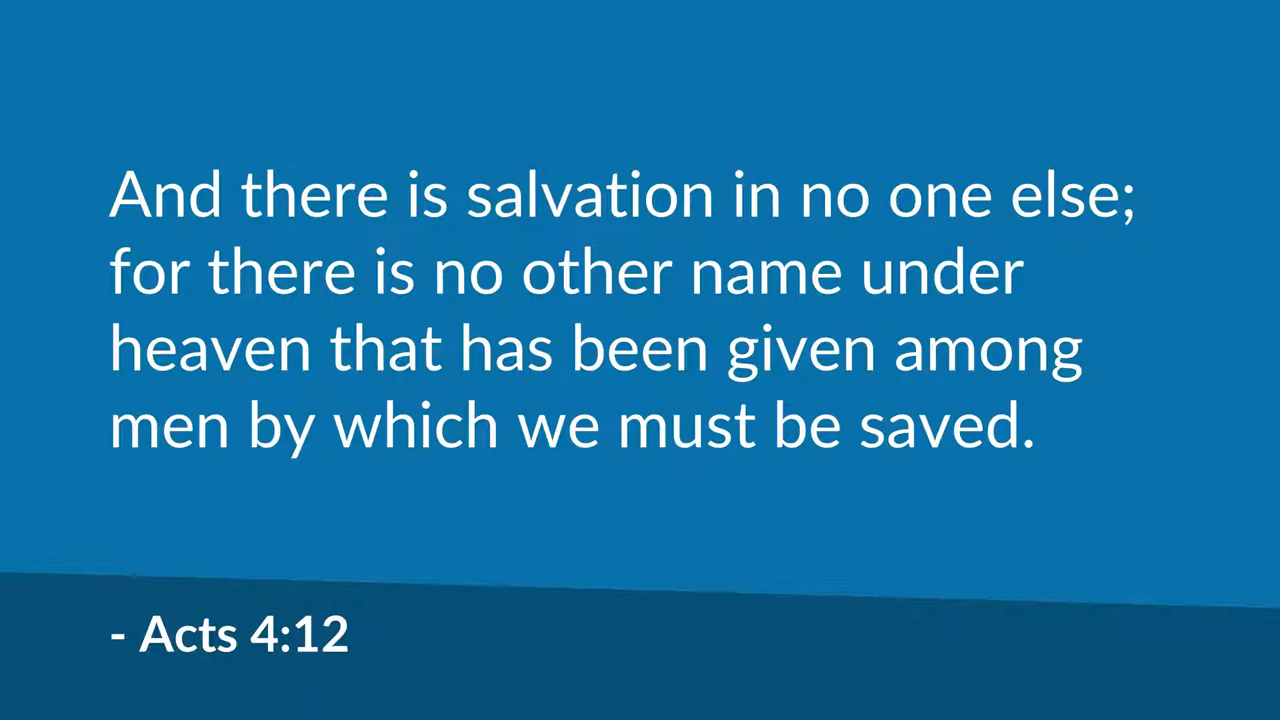 And there is salvation in no one else;
for there is no other name under
heaven that has been given among
men by which we must be saved.
- Acts 4:12